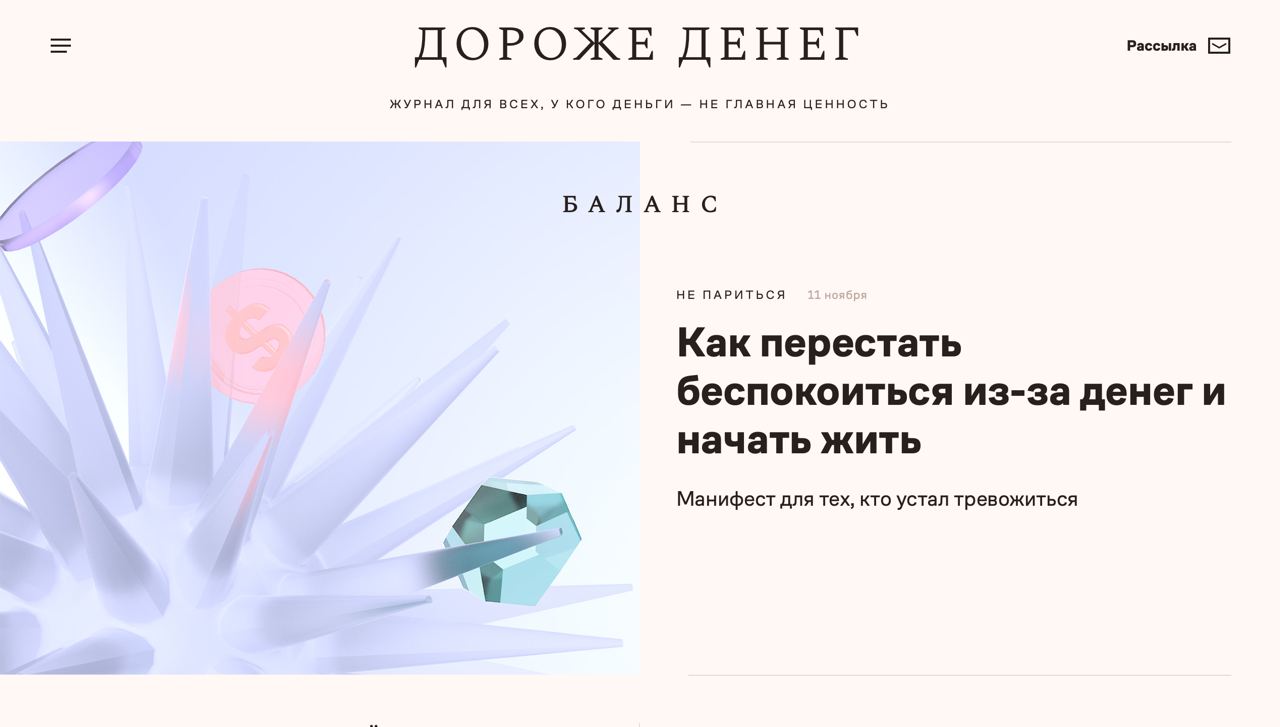 ДОРОЖЕ ДЕНЕГ
Рассылка
ЖУРНАЛ ДЛЯ ВСЕХ, У КОГО ДЕНЬГИ — НЕ ГЛАВНАЯ ЦЕННОСТЬ
БАЛАНС
НЕ ПАРИТЬСЯ 11 ноября
Как перестать
беспокоиться из-за денег и
начать жить
Манифест для тех, кто устал тревожиться
$